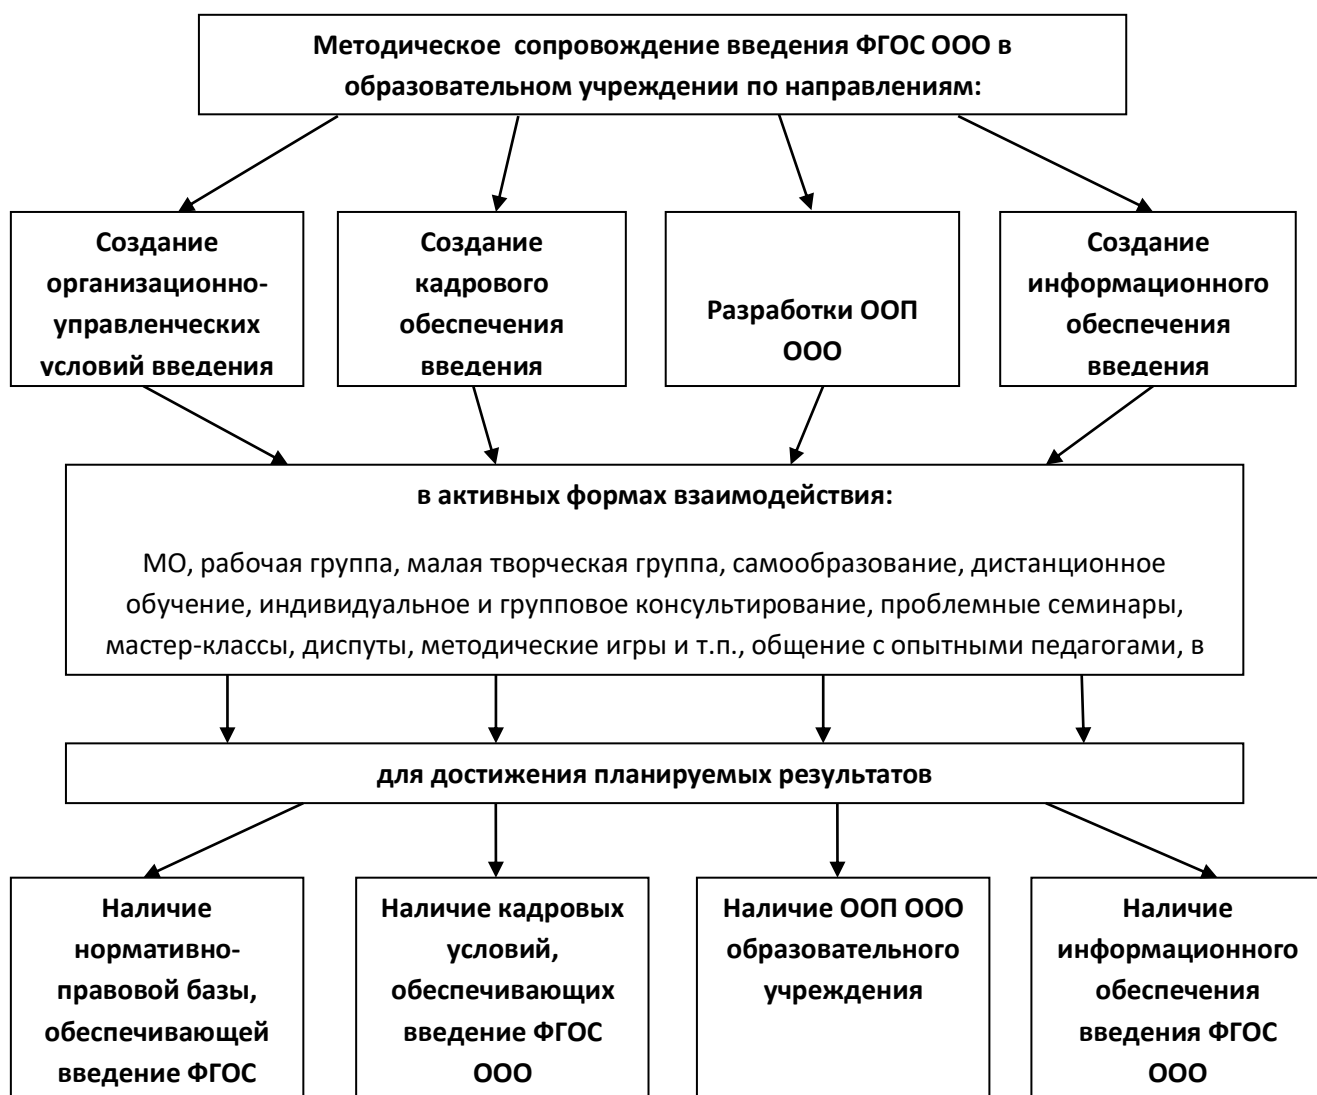 Методическое сопровождение введения ФГОС ООО в
образовательном учреждении по направлениям:
Создание
организационно-
управленческих
условий введения
Создание
кадрового
обеспечения
введения
Разработки ООП
ООО
Создание
информационного
обеспечения
введения
в активных формах взаимодействия:
МО, рабочая группа, малая творческая группа, самообразование, дистанционное
обучение, индивидуальное и групповое консультирование, проблемные семинары,
мастер-классы, диспуты, методические игры и т.п., общение с опытными педагогами, в
для достижения планируемых результатов
Наличие
нормативно-
правовой базы,
обеспечивающей
введение ФГОС
Наличие кадровых
условий,
обеспечивающих
введение ФГОС
ООО
Наличие ООП ООО
образовательного
учреждения
Наличие
информационного
обеспечения
введения ФГОС
ООО